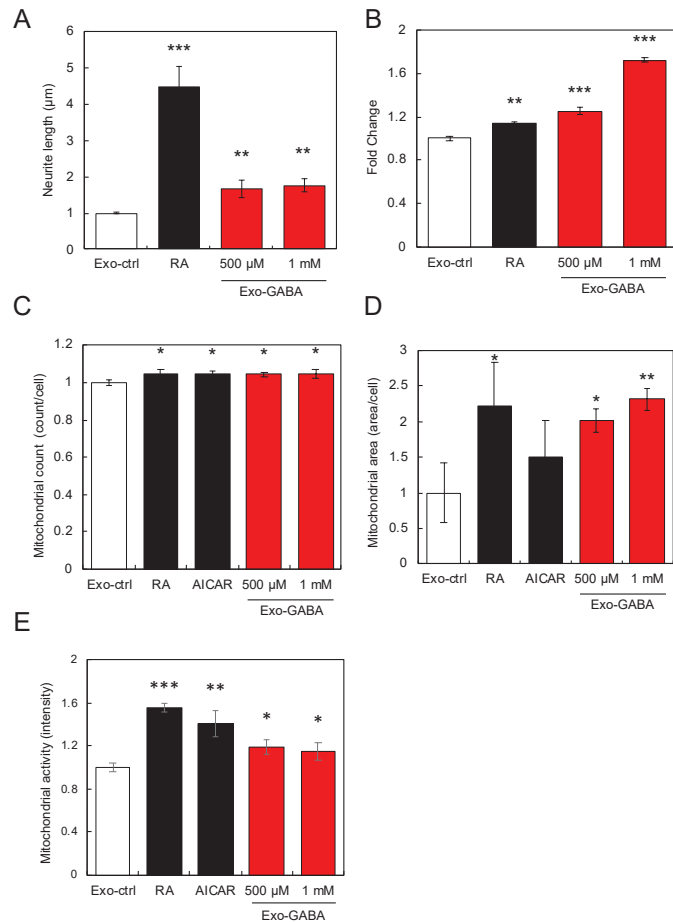 A
Neurite length (µm)
6
5
4
3
2
1
0
***
**
**
Exo-ctrl RA 500 µM 1 mM
Exo-GABA
B
Fold Change
2
1.6
1.2
0.8
0.4
0
**
***
***
Exo-ctrl RA 500 µM 1 mM
Exo-GABA
C
Mitochondrial count (count/cell)
1.2
1
0.8
0.6
0.4
0.2
0
* * * *
Exo-ctrl RA AICAR 500 µM 1 mM
Exo-GABA
D
Mitochondrial area (area/cell)
3
2.5
2
1.5
1
0.5
0
*
*
**
Exo-ctrl RA AICAR 500 µM 1 mM
Exo-GABA
E
Mitochondrial activity (intensity)
2
1.6
1.2
0.8
0.4
0
***
**
*
*
Exo-ctrl RA AICAR 500 µM 1 mM
Exo-GABA